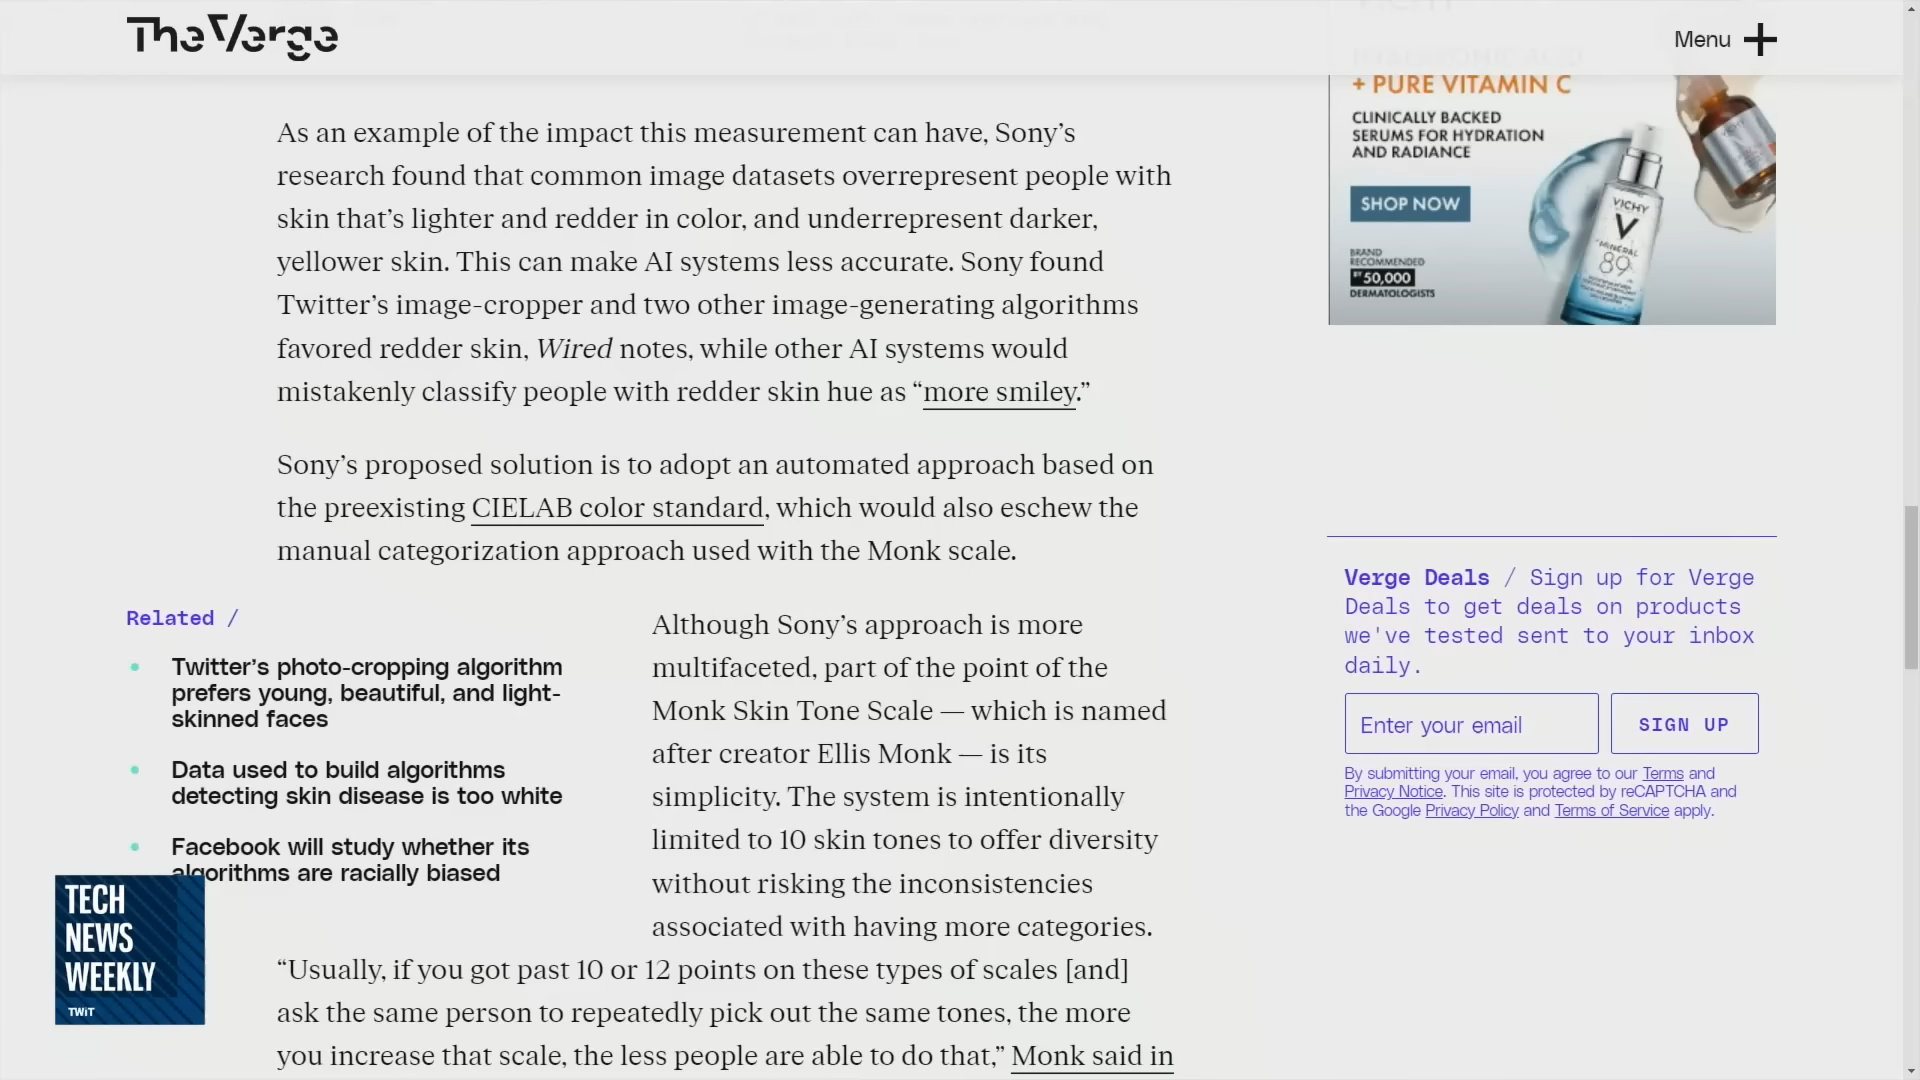 The Verge
Menu
+ PURE VITAMIN C
CLINICALLY BACKED
SERUMS FOR HYDRATION
AND RADIANCE
SHOP NOW
BRAND
RECOMMENDED
BY 50,000
DERMATOLOGISTS
VICHY
MINÉRAL
89
As an example of the impact this measurement can have, Sony’s
research found that common image datasets overrepresent people with
skin that’s lighter and redder in color, and underrepresent darker,
yellower skin. This can make AI systems less accurate. Sony found
Twitter’s image-cropper and two other image-generating algorithms
favored redder skin, Wired notes, while other AI systems would
mistakenly classify people with redder skin hue as “more smiley.”
Sony’s proposed solution is to adopt an automated approach based on
the preexisting CIELAB color standard, which would also eschew the
manual categorization approach used with the Monk scale.
Related /
Twitter’s photo-cropping algorithm
prefers young, beautiful, and light-
skinned faces
Data used to build algorithms
detecting skin disease is too white
Facebook will study whether its
algorithms are racially biased
Although Sony’s approach is more
multifaceted, part of the point of the
Monk Skin Tone Scale — which is named
after creator Ellis Monk — is its
simplicity. The system is intentionally
limited to 10 skin tones to offer diversity
without risking the inconsistencies
associated with having more categories.
“Usually, if you got past 10 or 12 points on these types of scales [and]
ask the same person to repeatedly pick out the same tones, the more
you increase that scale, the less people are able to do that,” Monk said in
Verge Deals / Sign up for Verge
Deals to get deals on products
we've tested sent to your inbox
daily.
Enter your email
SIGN UP
By submitting your email, you agree to our Terms and
Privacy Notice. This site is protected by reCAPTCHA and
the Google Privacy Policy and Terms of Service apply.
TECH
NEWS
WEEKLY
TWiT